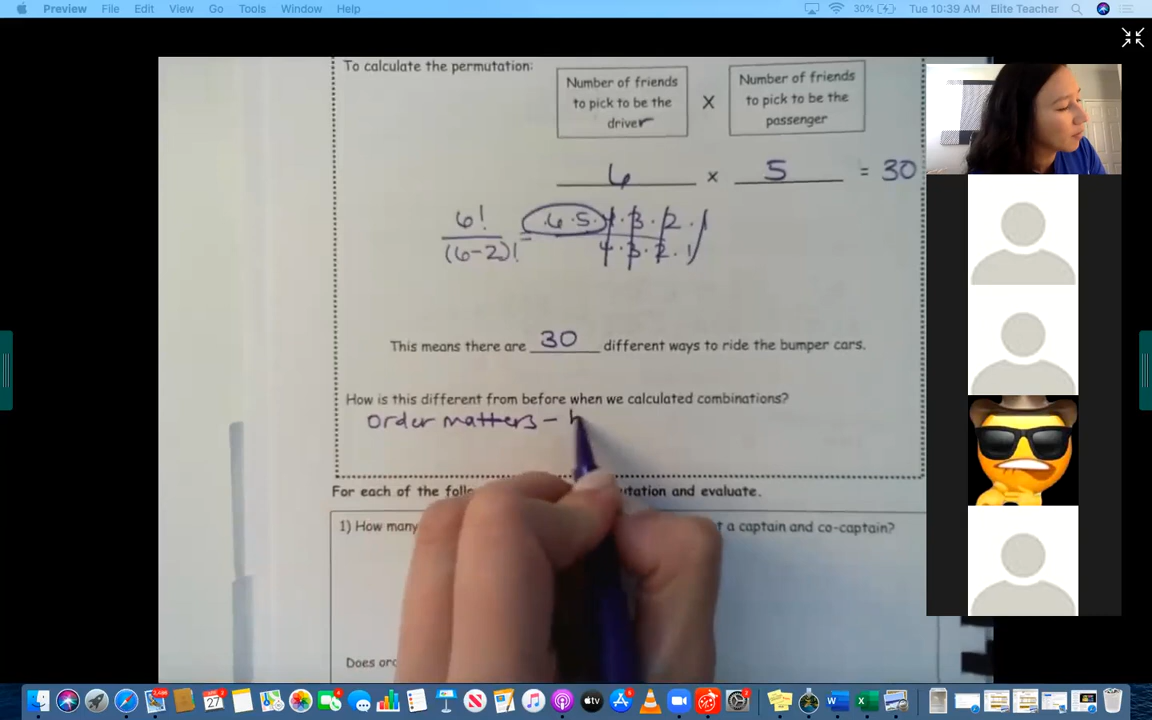 Preview File Edit View Go Tools Window Help 30% Tue 10:39 AM Elite Teacher
To calculate the permutation:
Number of friends
to pick to be the
driver
X
Number of friends
to pick to be the
passenger
6 x 5 = 30
6!
(6-2)!
= 6·5·4·3·2·1
4·3·2·1
This means there are 30 different ways to ride the bumper cars.
How is this different from before when we calculated combinations?
order matters -
For each of the and evaluate.
1) How many a captain and co-captain?
Does
27